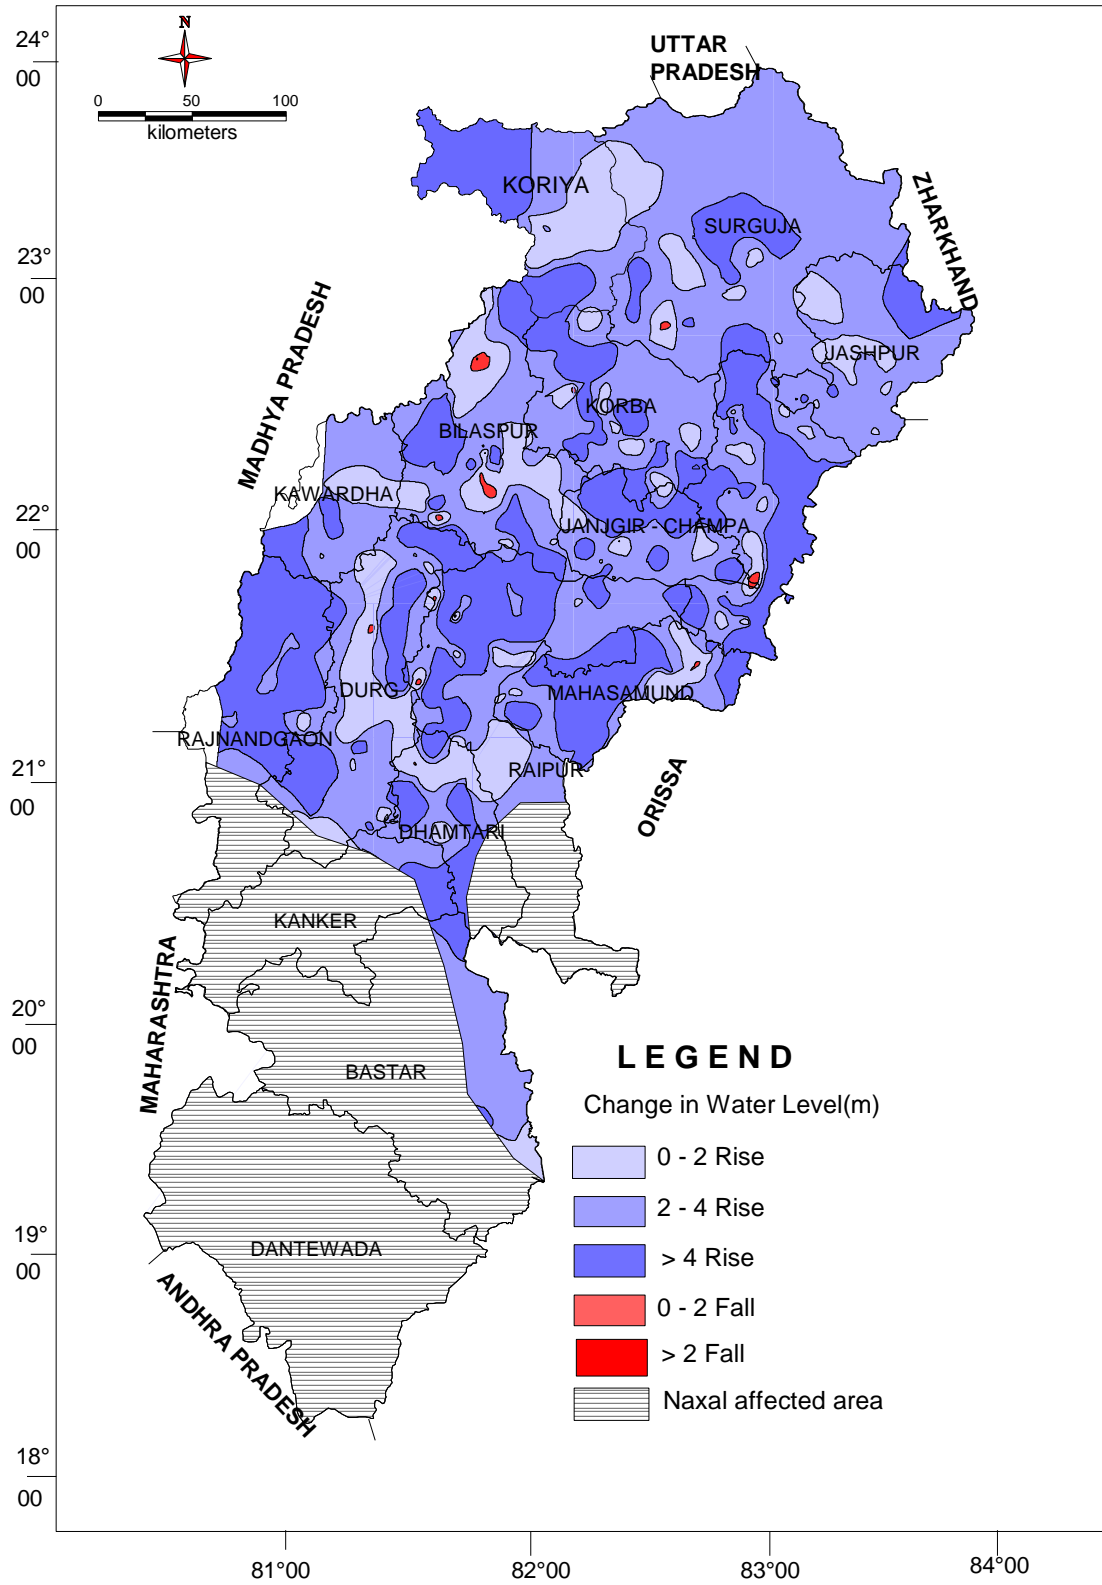 N
0 50 100
kilometers
24°
00
23°
00
22°
00
21°
00
20°
00
19°
00
18°
00
UTTAR
PRADESH
ZHARKHAND
MADHYA PRADESH
ORISSA
MAHARASHTRA
ANDHRA PRADESH
KORIYA
SURGUJA
JASHPUR
KORBA
BILASPUR
KAWARDHA
JANJGIR - CHAMPA
DURG
MAHASAMUND
RAJNANDGAON
RAIPUR
DHAMTARI
KANKER
BASTAR
DANTEWADA
LEGEND
Change in Water Level(m)
0 - 2 Rise
2 - 4 Rise
> 4 Rise
0 - 2 Fall
> 2 Fall
Naxal affected area
81°00 82°00 83°00 84°00